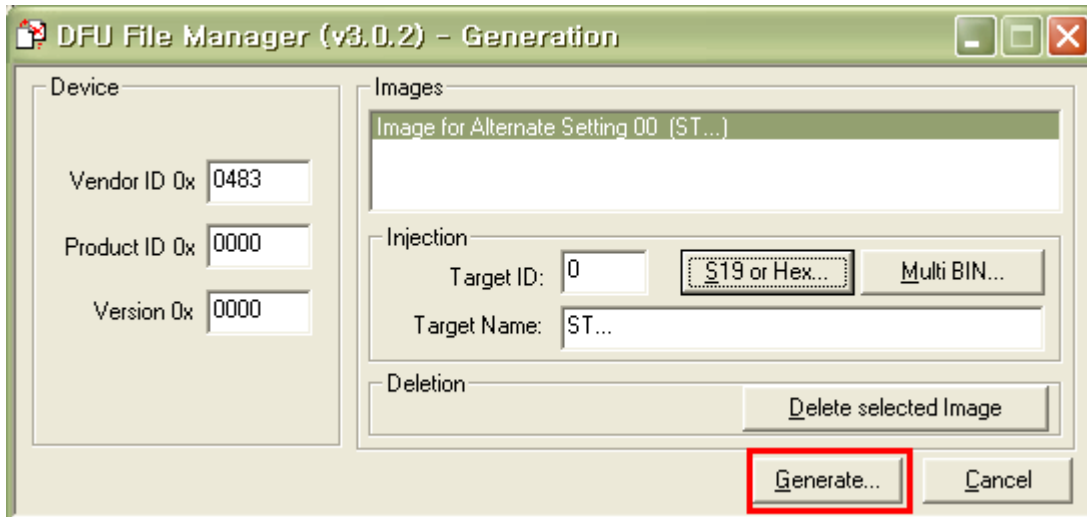 DFU File Manager (v3.0.2) - Generation
Device
Vendor ID 0x 0483
Product ID 0x 0000
Version 0x 0000
Images
Image for Alternate Setting 00 (ST...)
Injection
Target ID: 0 S19 or Hex... Multi BIN...
Target Name: ST...
Deletion
Delete selected Image
Generate... Cancel